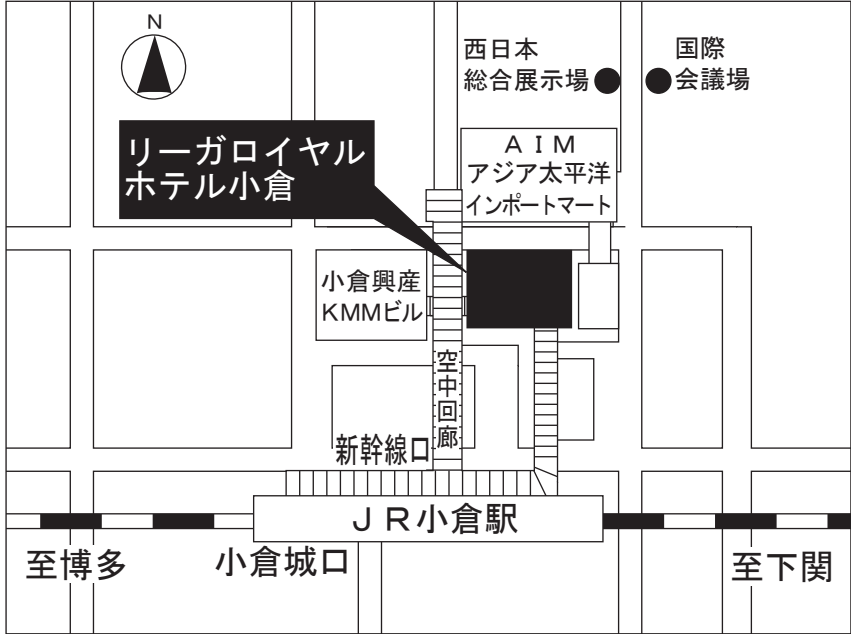 N
西日本
総合展示場
国際
会議場
リーガロイヤル
ホテル小倉
ＡＩＭ
アジア太平洋
インポートマート
小倉興産
KMMビル
空中回廊
新幹線口
ＪＲ小倉駅
至博多
小倉城口
至下関